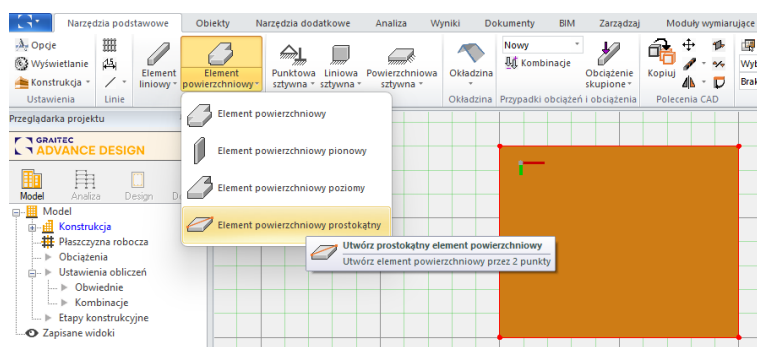 Narzędzia podstawowe Obiekty Narzędzia dodatkowe Analiza Wyniki Dokumenty BIM Zarządzaj Moduły wymiarujące
Opcje
Wyświetlanie
Konstrukcja
Ustawienia
Linie
Element
liniowy
Element
powierzchniowy
Punktowa
sztywna
Liniowa
sztywna
Powierzchniowa
sztywna
Okładzina
Okładzina
Nowy
Kombinacje
Obciążenie
skupione
Przypadki obciążeń i obciążenia
Kopiuj
Polecenia CAD
Wyb
Brak
Przeglądarka projektu
GRAITEC
ADVANCE DESIGN
Model Analiza Design D
Model
Konstrukcja
Płaszczyzna robocza
Obciążenia
Ustawienia obliczeń
Obwiednie
Kombinacje
Etapy konstrukcyjne
Zapisane widoki
Element powierzchniowy
Element powierzchniowy pionowy
Element powierzchniowy poziomy
Element powierzchniowy prostokątny
Utwórz prostokątny element powierzchniowy
Utwórz element powierzchniowy przez 2 punkty